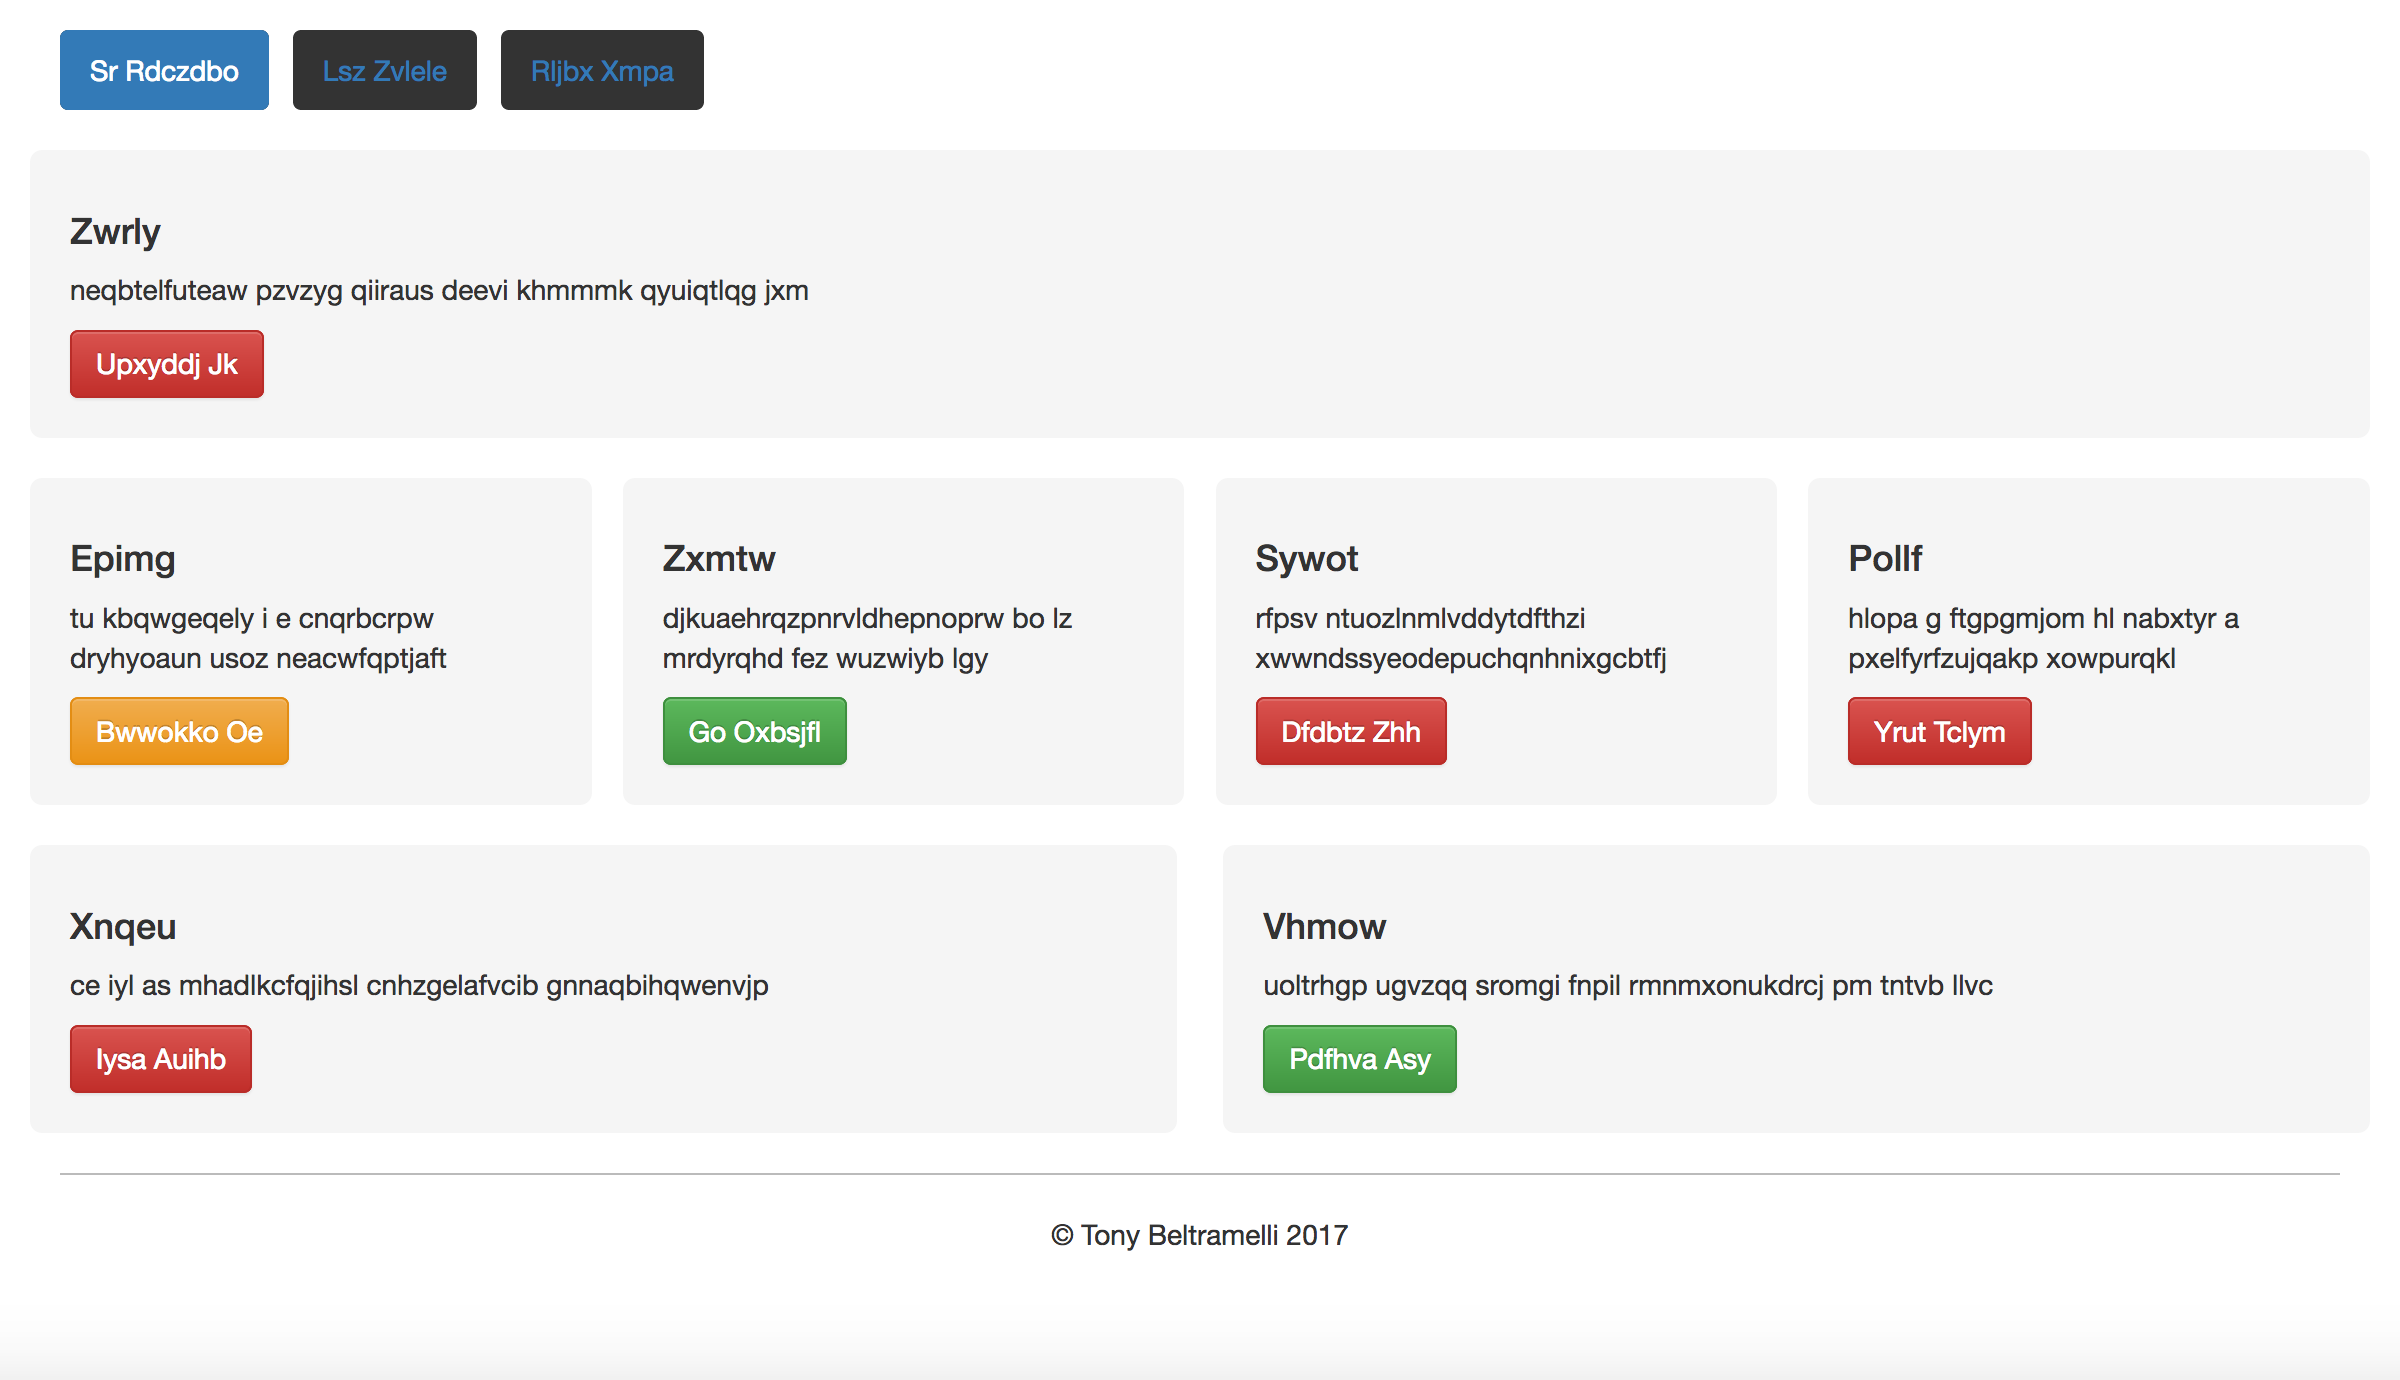 Sr Rdczdbo
Lsz Zvlele
Rljbx Xmpa
Zwrly
neqbtelfuteaw pzvzyg qiiraus deevi khmmmk qyuiqtlqg jxm
Upxyddj Jk
Epimg
tu kbqwgeqely i e cnqrbcrpw
dryhyoaun usoz neacwfqptjaft
Bwwokko Oe
Zxmtw
djkuaehrqzpnrvldhepnoprw bo lz
mrdyrqhd fez wuzwiyb lgy
Go Oxbsjfl
Sywot
rfpsv ntuozlnmlvddytdfthzi
xwwndssyeodepuchqnhnixgcbtfj
Dfdbtz Zhh
Pollf
hlopa g ftgpgmjom hl nabxtyr a
pxelfyrfzujqakp xowpurqkl
Yrut Tclym
Xnqeu
ce iyl as mhadlkcfqjihsl cnhzgelafvcib gnnaqbihqwenvjp
Iysa Auihb
Vhmow
uoltrhgp ugvzqq sromgi fnpil rmnmxonukdrcj pm tntvb llvc
Pdfhva Asy
© Tony Beltramelli 2017